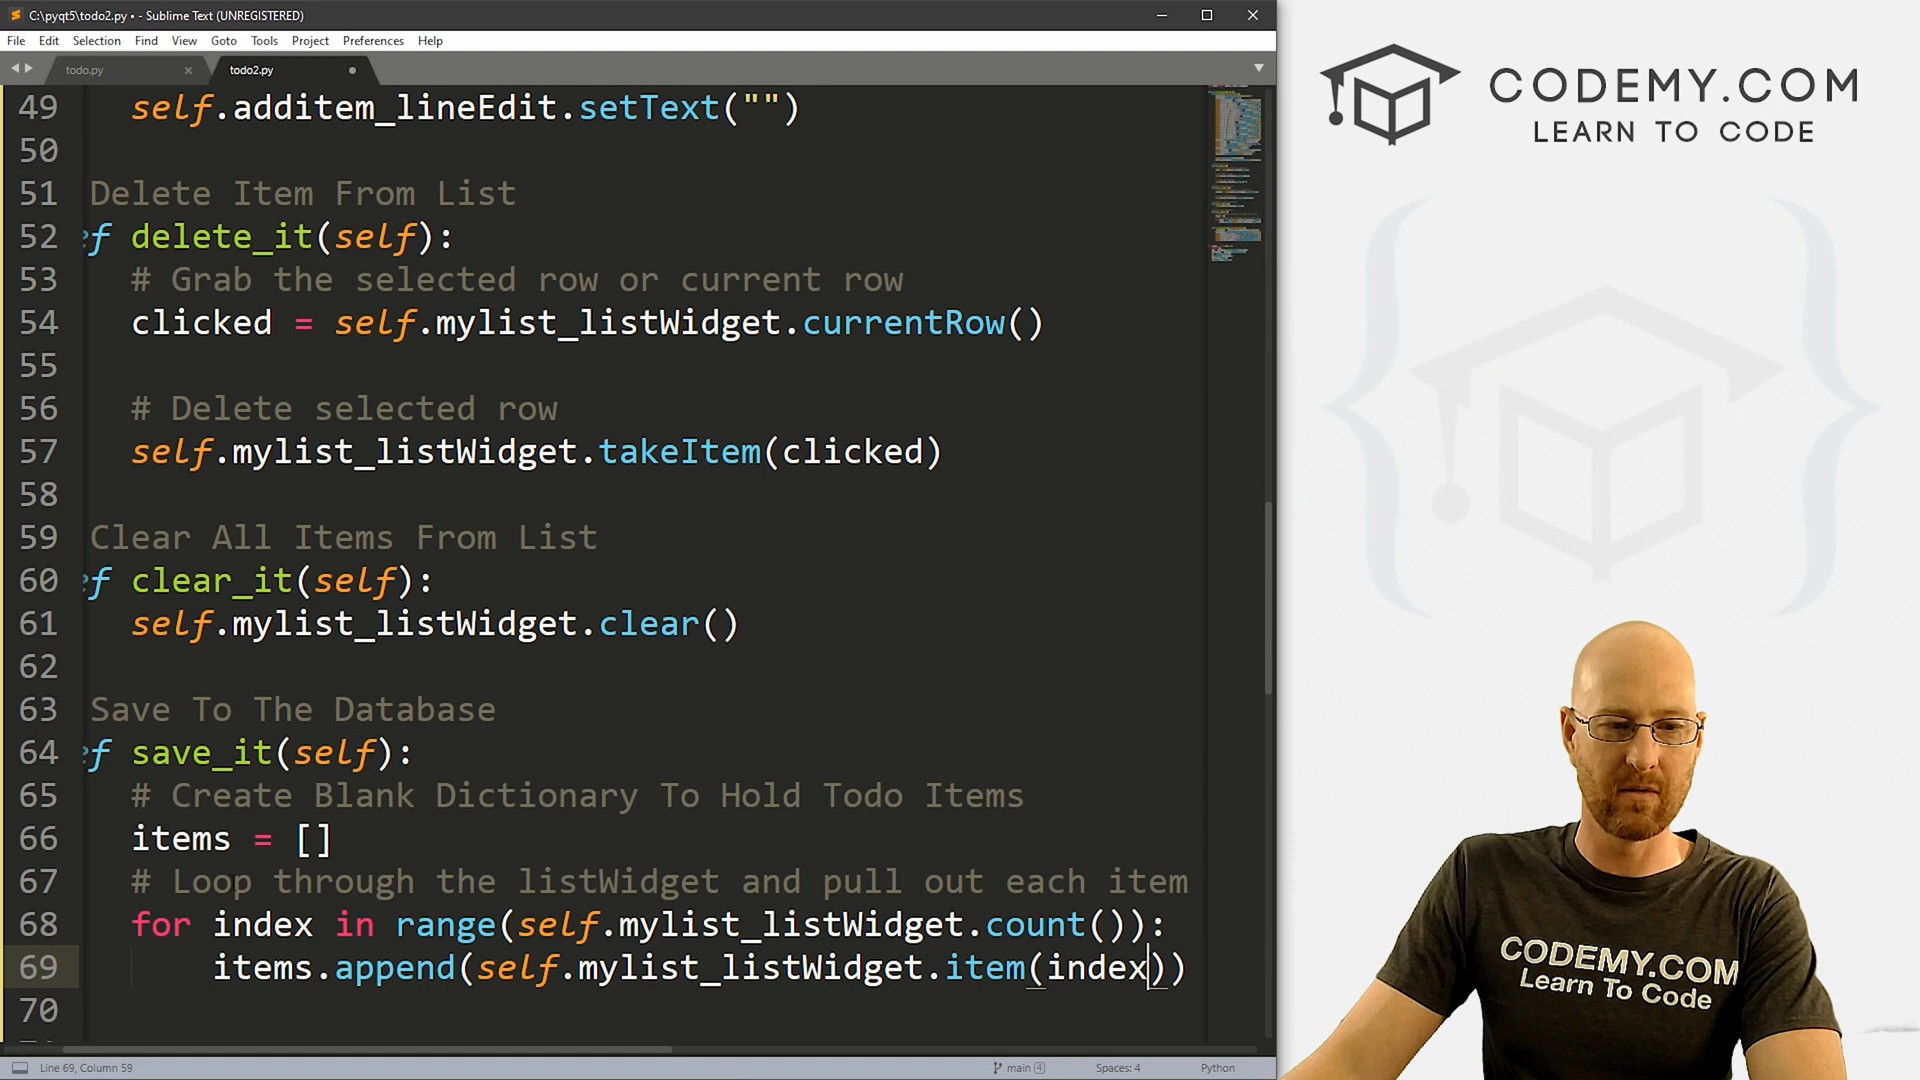 C:\pyqt5\todo2.py • - Sublime Text (UNREGISTERED)
File Edit Selection Find View Goto Tools Project Preferences Help
todo.py
todo2.py
49 self.additem_lineEdit.setText("")
50
51 Delete Item From List
52 ef delete_it(self):
53 # Grab the selected row or current row
54 clicked = self.mylist_listWidget.currentRow()
55
56 # Delete selected row
57 self.mylist_listWidget.takeItem(clicked)
58
59 Clear All Items From List
60 ef clear_it(self):
61 self.mylist_listWidget.clear()
62
63 Save To The Database
64 ef save_it(self):
65 # Create Blank Dictionary To Hold Todo Items
66 items = []
67 # Loop through the listWidget and pull out each item
68 for index in range(self.mylist_listWidget.count()):
69 items.append(self.mylist_listWidget.item(index))
70
Line 69, Column 59
main 4
Spaces: 4
Python
CODEMY.COM
LEARN TO CODE
CODEMY.COM
Learn To Code